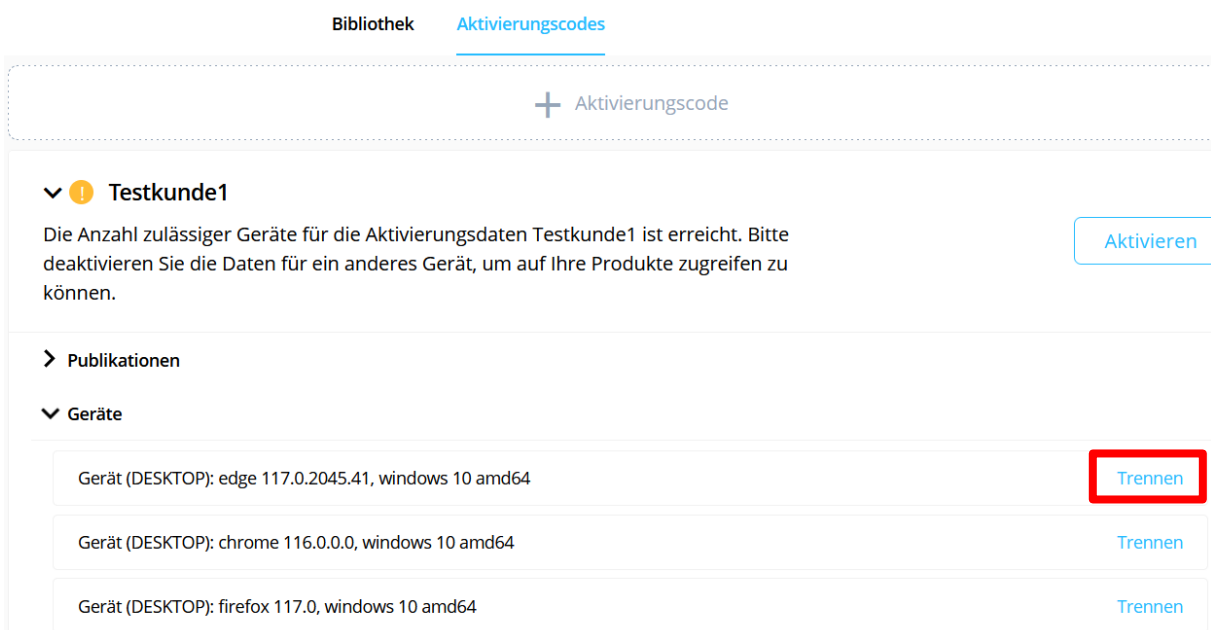 Bibliothek Aktivierungscodes
+ Aktivierungscode
! Testkunde1
Die Anzahl zulässiger Geräte für die Aktivierungsdaten Testkunde1 ist erreicht. Bitte
deaktivieren Sie die Daten für ein anderes Gerät, um auf Ihre Produkte zugreifen zu
können.
Aktivieren
Publikationen
Geräte
Gerät (DESKTOP): edge 117.0.2045.41, windows 10 amd64 Trennen
Gerät (DESKTOP): chrome 116.0.0.0, windows 10 amd64 Trennen
Gerät (DESKTOP): firefox 117.0, windows 10 amd64 Trennen